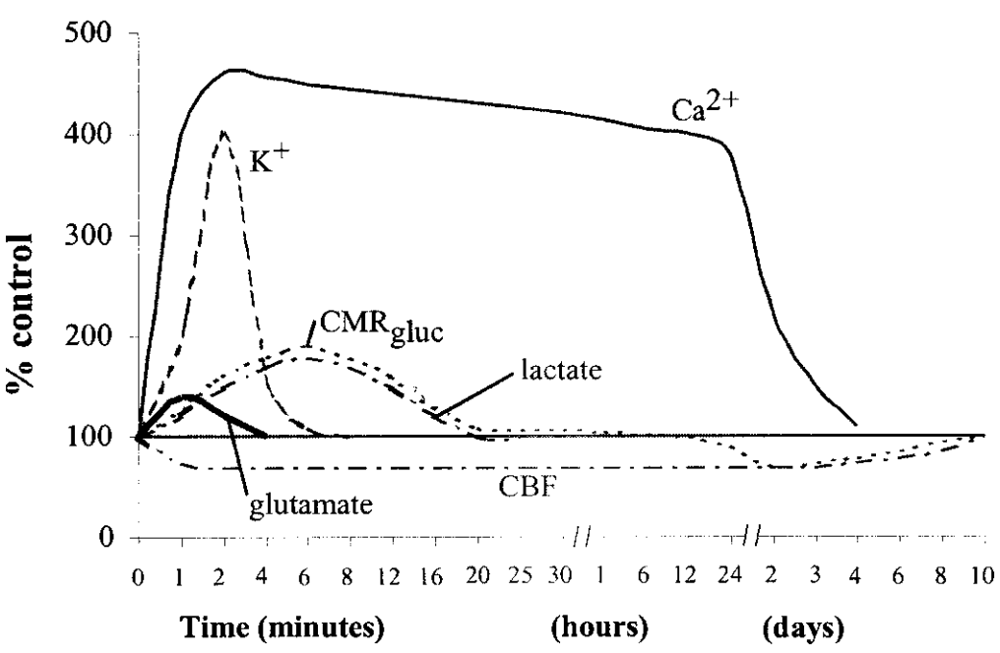 500
400
300
200
100
0
% control
Ca2+
K+
CMRgluc
lactate
CBF
glutamate
0 1 2 4 6 8 12 16 20 25 30 // 1 6 12 24 // 2 3 4 6 8 10
Time (minutes) (hours) (days)